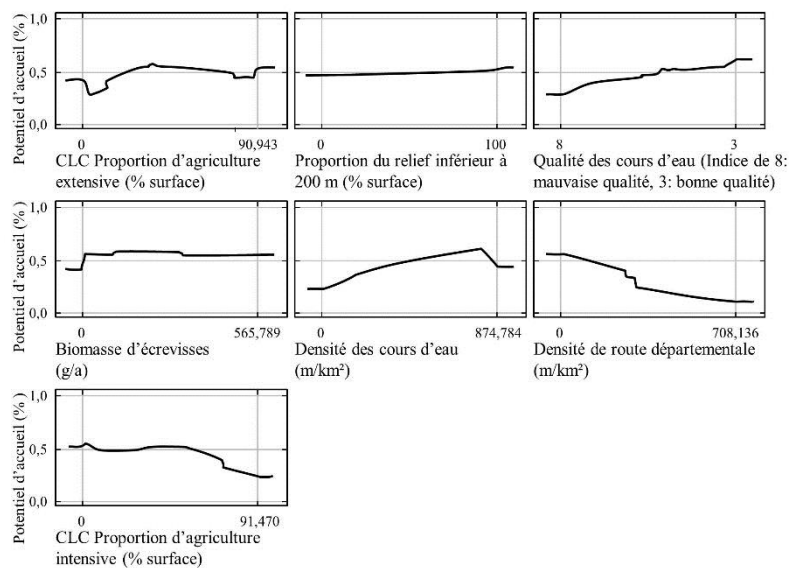 Potentiel d'accueil (%)
1,0
0,5
0,0
0
90,943
CLC Proportion d'agriculture
extensive (% surface)
0
100
Proportion du relief inférieur à
200 m (% surface)
8
3
Qualité des cours d'eau (Indice de 8:
mauvaise qualité, 3: bonne qualité)
Potentiel d'accueil (%)
1,0
0,5
0,0
0
565,789
Biomasse d'écrevisses
(g/a)
0
874,784
Densité des cours d'eau
(m/km²)
0
708,136
Densité de route départementale
(m/km²)
Potentiel d'accueil (%)
1,0
0,5
0,0
0
91,470
CLC Proportion d'agriculture
intensive (% surface)